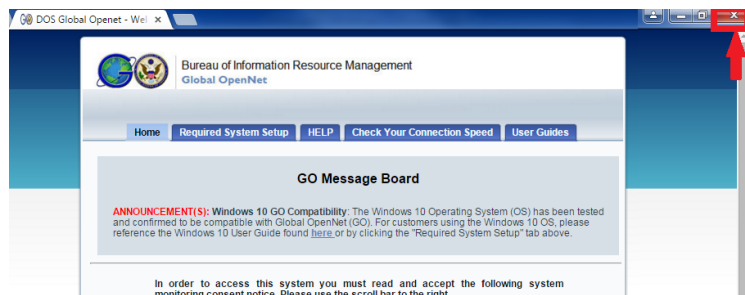 DOS Global Openet - Wel
Bureau of Information Resource Management
Global OpenNet
Home Required System Setup HELP Check Your Connection Speed User Guides
GO Message Board
ANNOUNCEMENT(S): Windows 10 GO Compatibility: The Windows 10 Operating System (OS) has been tested
and confirmed to be compatible with Global OpenNet (GO). For customers using the Windows 10 OS, please
reference the Windows 10 User Guide found here or by clicking the "Required System Setup" tab above.
In order to access this system you must read and accept the following system
monitoring consent notice. Please use the scroll bar to the right